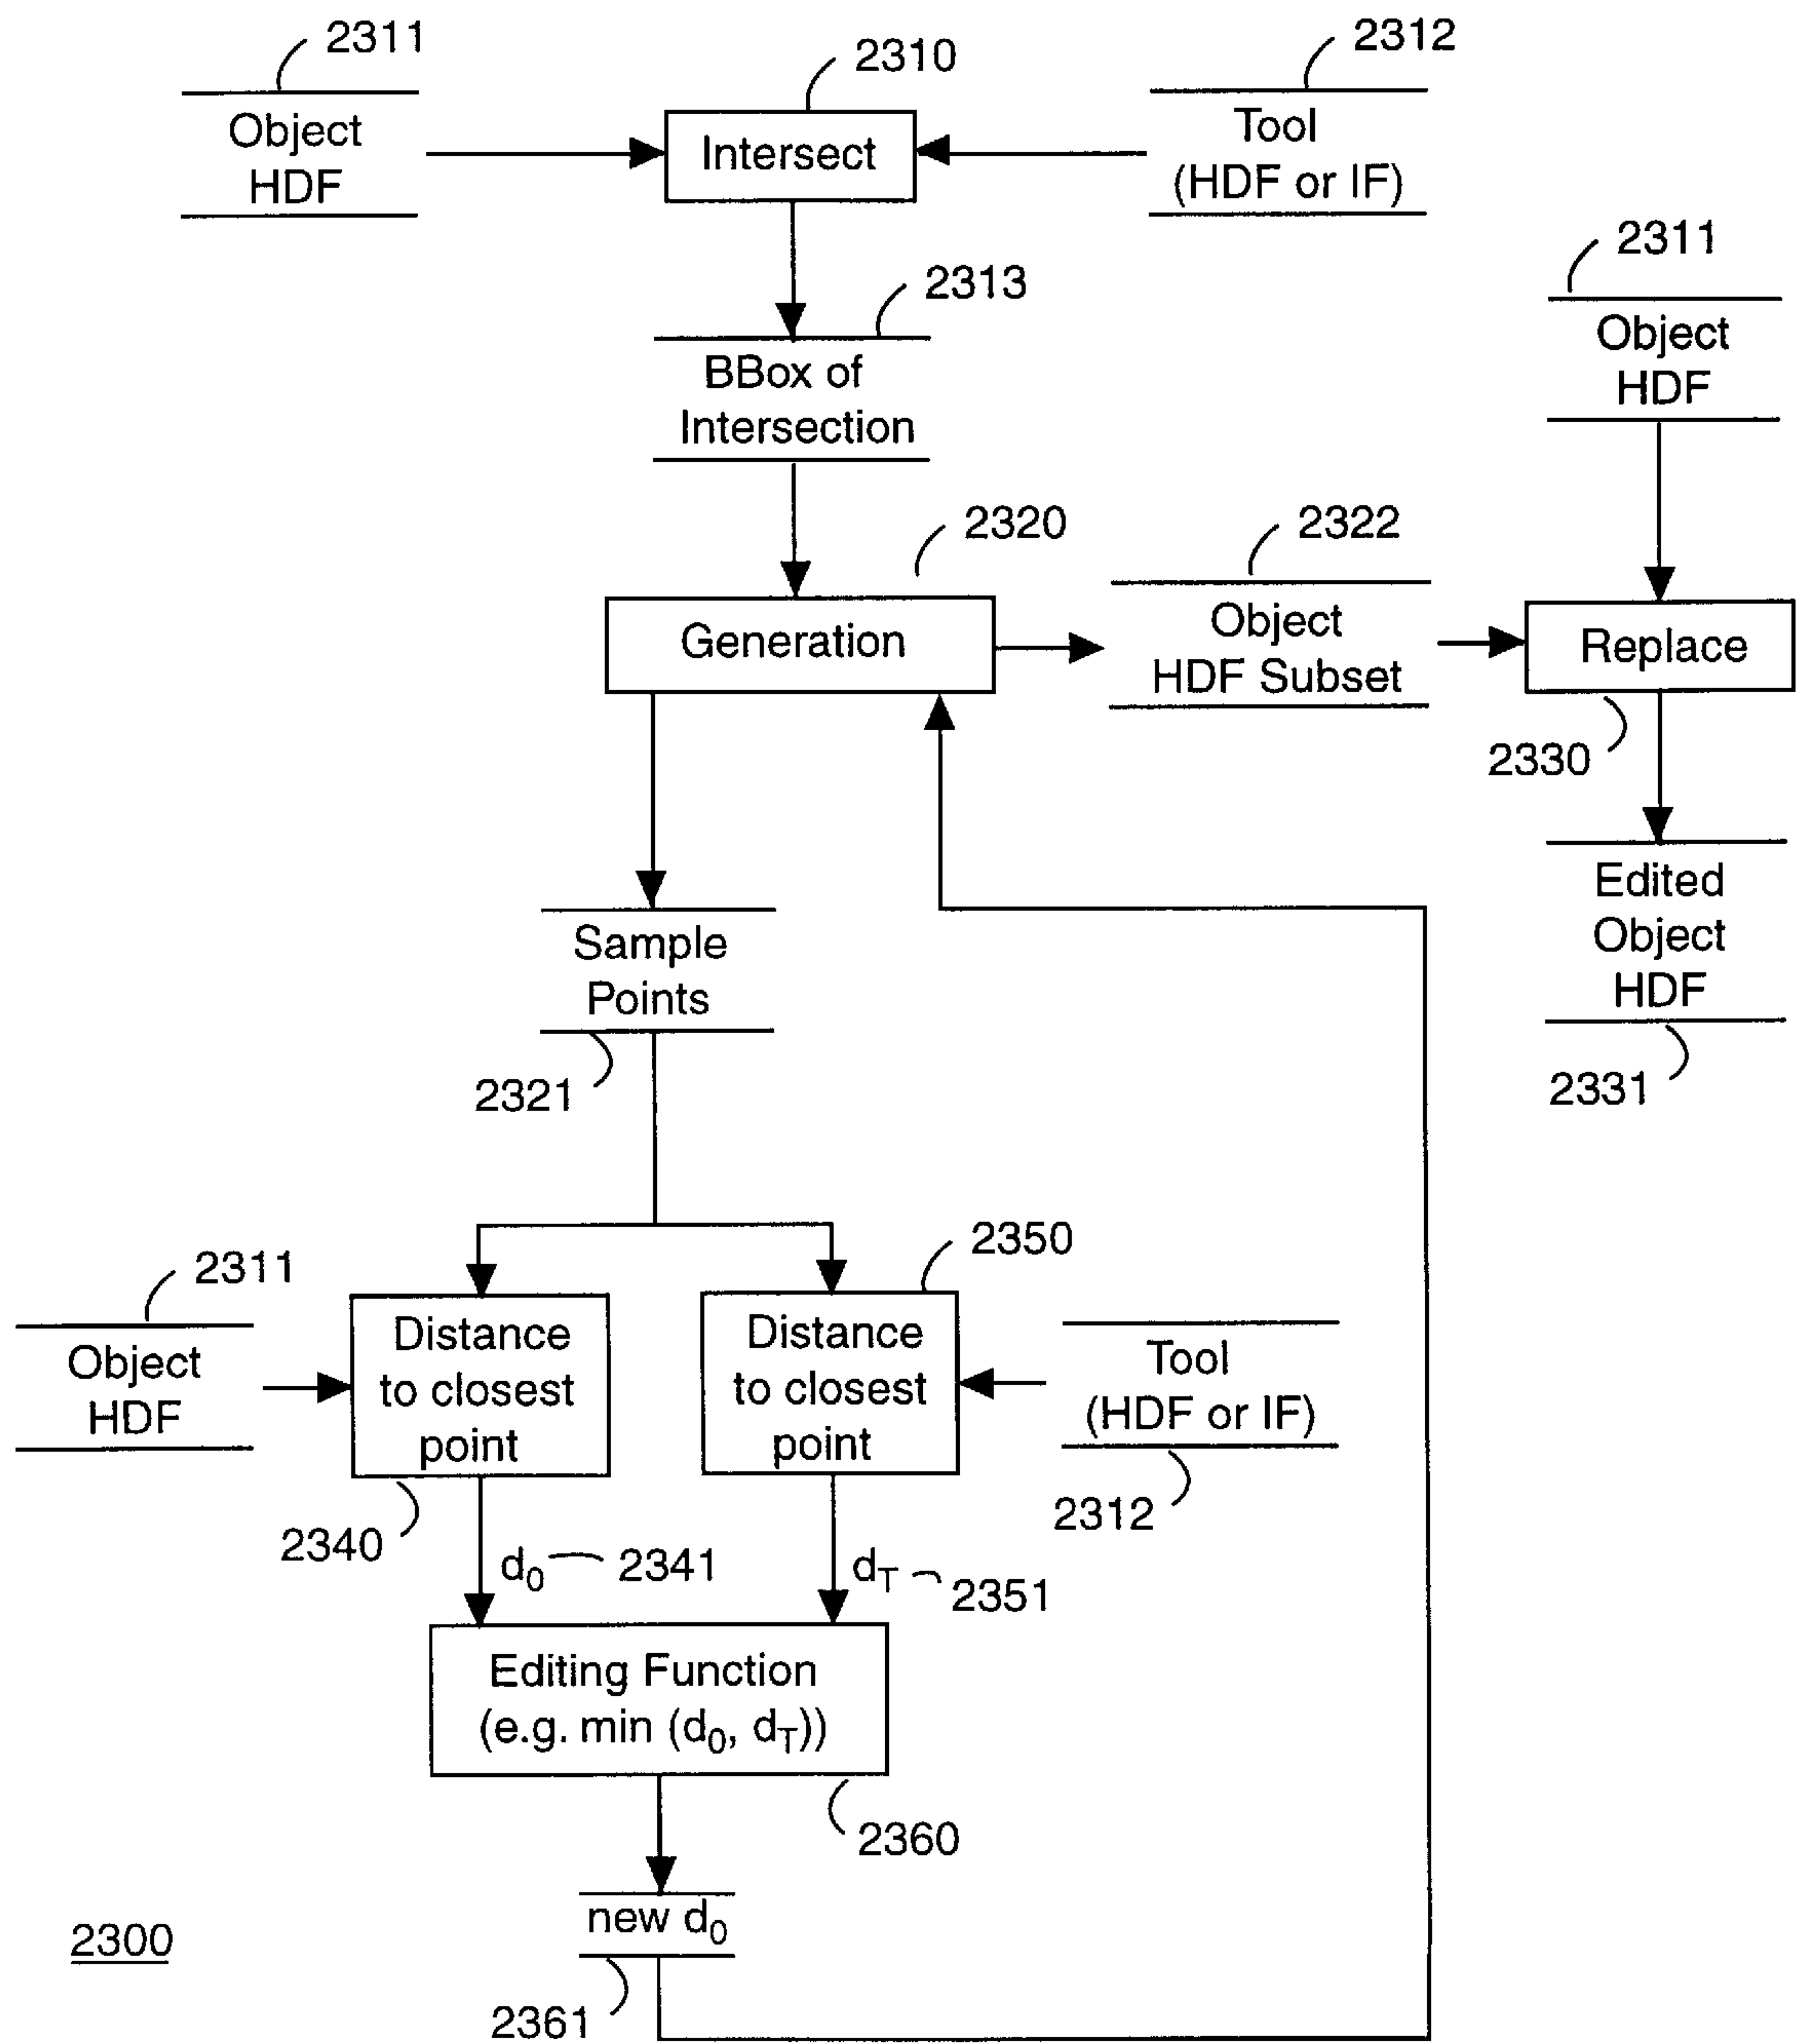 2311
2310
2312
Object
HDF
Intersect
Tool
(HDF or IF)
2313
BBox of
Intersection
2311
Object
HDF
2320
2322
Generation
Object
HDF Subset
Replace
2330
Sample
Points
2321
Edited
Object
HDF
2331
2311
2350
Object
HDF
Distance
to closest
point
Distance
to closest
point
Tool
(HDF or IF)
2340
2312
d0
2341
dT
2351
Editing Function
(e.g. min (d0, dT))
2360
new d0
2361
2300